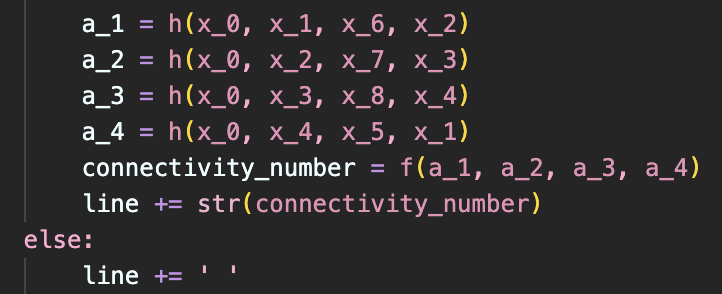 a_1 = h(x_0, x_1, x_6, x_2)
a_2 = h(x_0, x_2, x_7, x_3)
a_3 = h(x_0, x_3, x_8, x_4)
a_4 = h(x_0, x_4, x_5, x_1)
connectivity_number = f(a_1, a_2, a_3, a_4)
line += str(connectivity_number)
else:
line += ' '